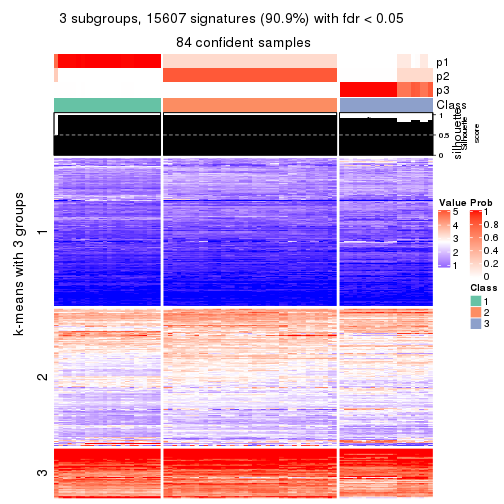 3 subgroups, 15607 signatures (90.9%) with fdr < 0.05
84 confident samples
p1
p2
p3
Class
1
0.5
0
silhouette
Silhouette
score
k-means with 3 groups
1
2
3
Value
5
4
3
2
1
Prob
1
0.8
0.6
0.4
0.2
0
Class
1
2
3